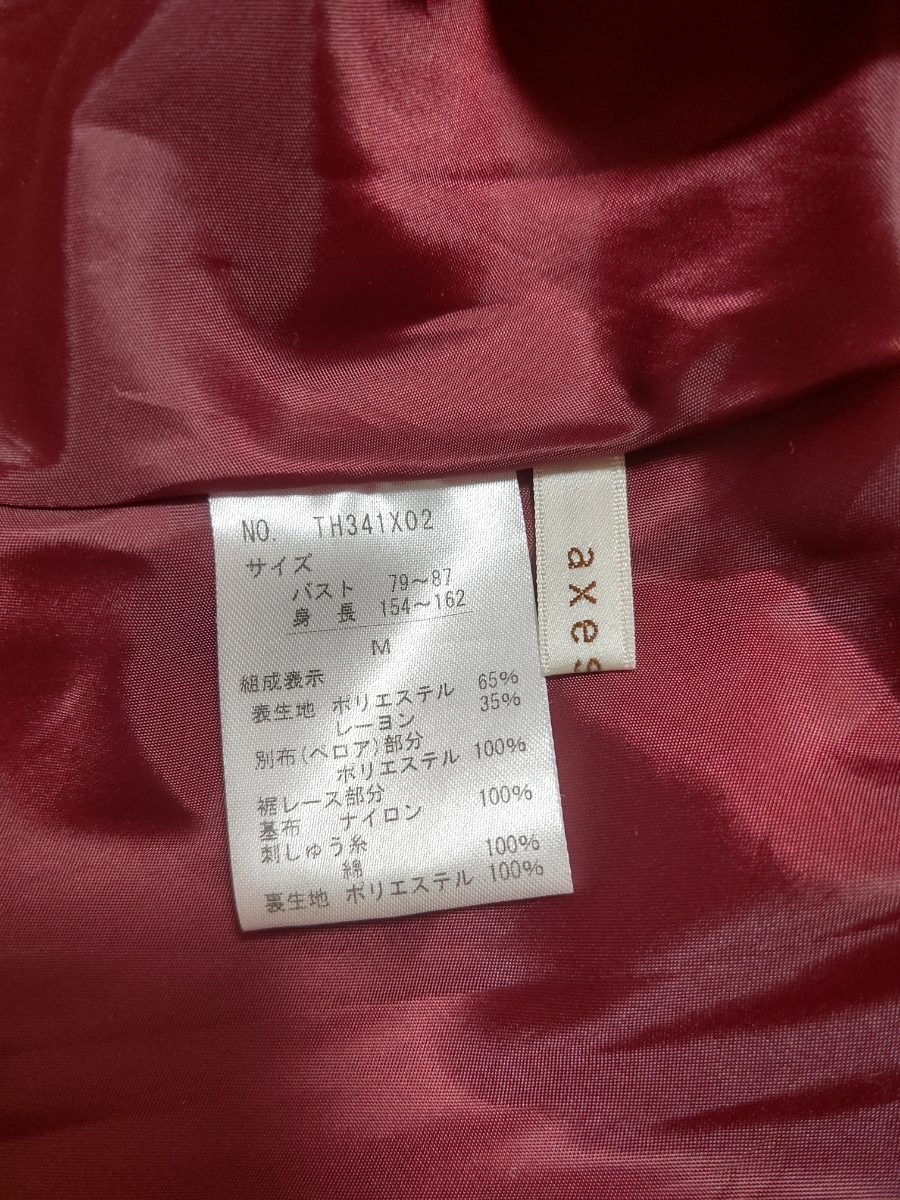 NO. TH341X02
サイズ
バスト 79～87
身 長 154～162
M
組成表示
表生地 ポリエステル 65%
レーヨン 35%
別布(ベロア)部分
ポリエステル 100%
裾レース部分
基布 ナイロン 100%
刺しゅう糸
綿 100%
裏生地 ポリエステル 100%
axes